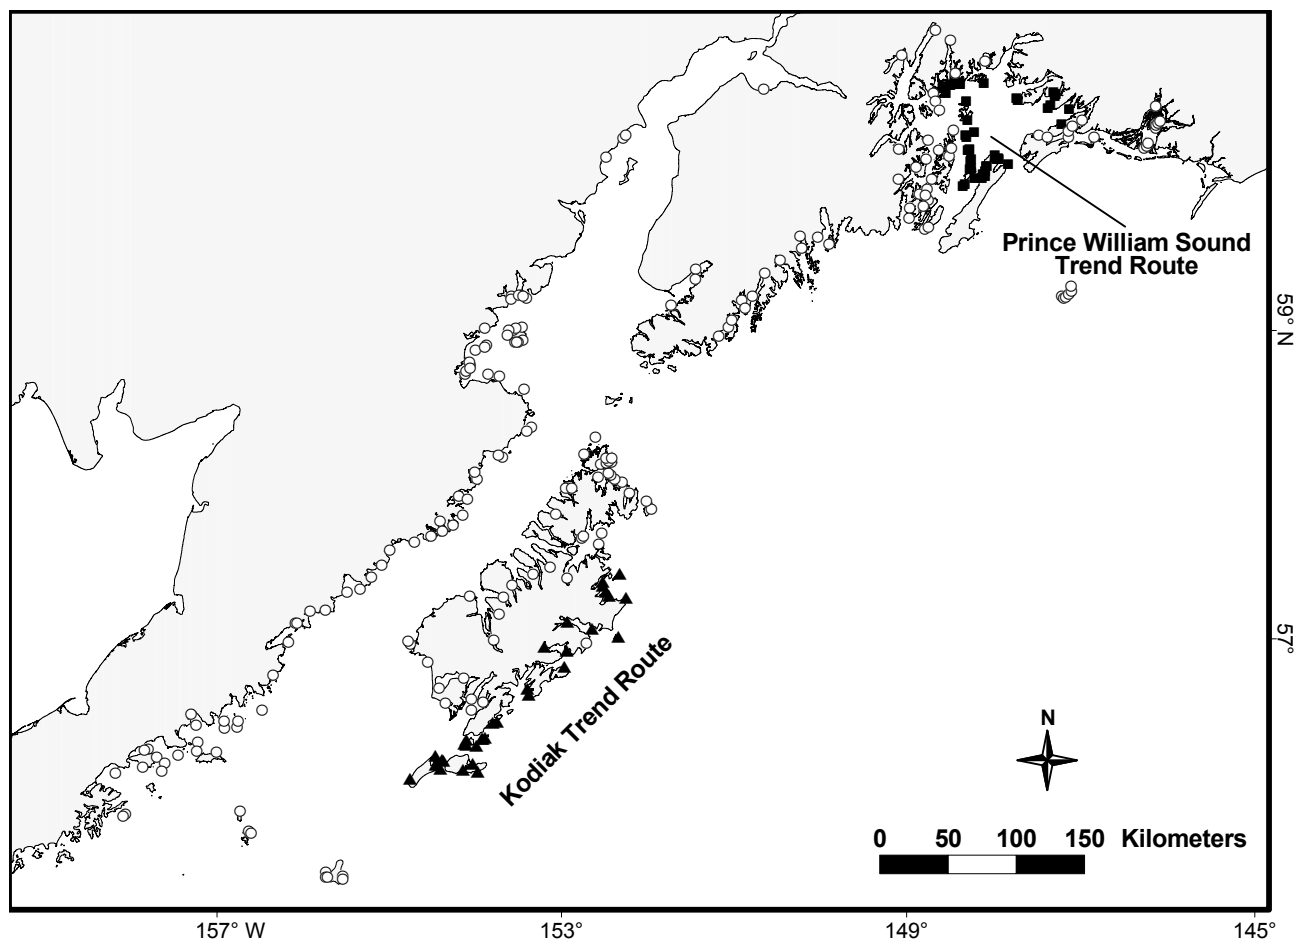 Prince William Sound
Trend Route
59° N
57°
Kodiak Trend Route
N
0 50 100 150 Kilometers
157° W 153° 149° 145°